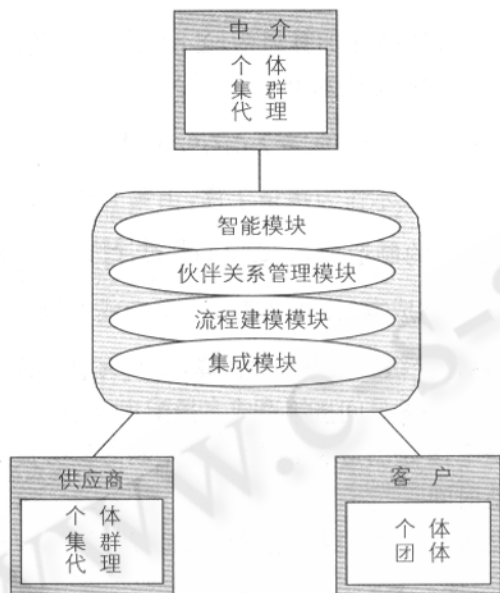 中 介
个 体
集 群
代 理
智能模块
伙伴关系管理模块
流程建模模块
集成模块
供应商
个 体
集 群
代 理
客 户
个 体
团 体